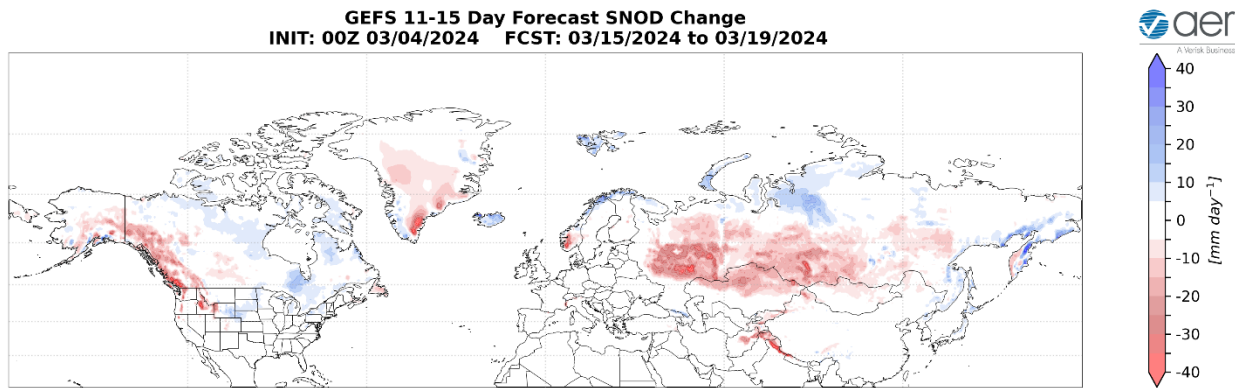 GEFS 11-15 Day Forecast SNOD Change
INIT: 00Z 03/04/2024    FCST: 03/15/2024 to 03/19/2024
aer
A Verisk Business
40
30
20
10
0
-10
-20
-30
-40
[mm day⁻¹]